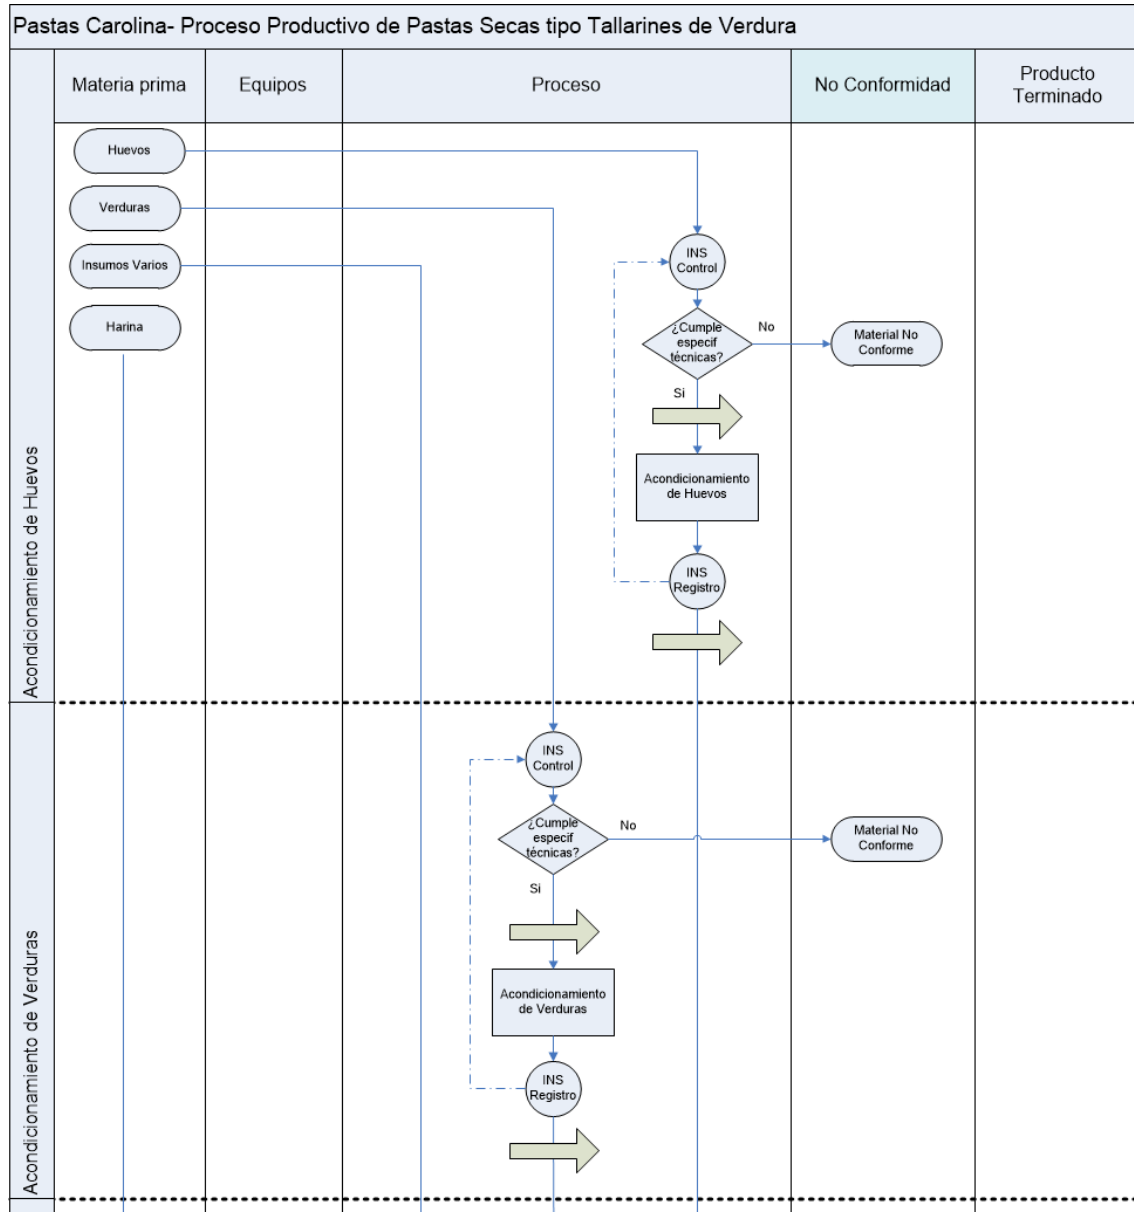 Pastas Carolina- Proceso Productivo de Pastas Secas tipo Tallarines de Verdura
Materia prima
Equipos
Proceso
No Conformidad
Producto
Terminado
Acondicionamiento de Huevos
Huevos
Verduras
Insumos Varios
Harina
INS
Control
¿Cumple
especif
técnicas?
No
Material No
Conforme
Si
Acondicionamiento
de Huevos
INS
Registro
Acondicionamiento de Verduras
INS
Control
¿Cumple
especif
técnicas?
No
Material No
Conforme
Si
Acondicionamiento
de Verduras
INS
Registro